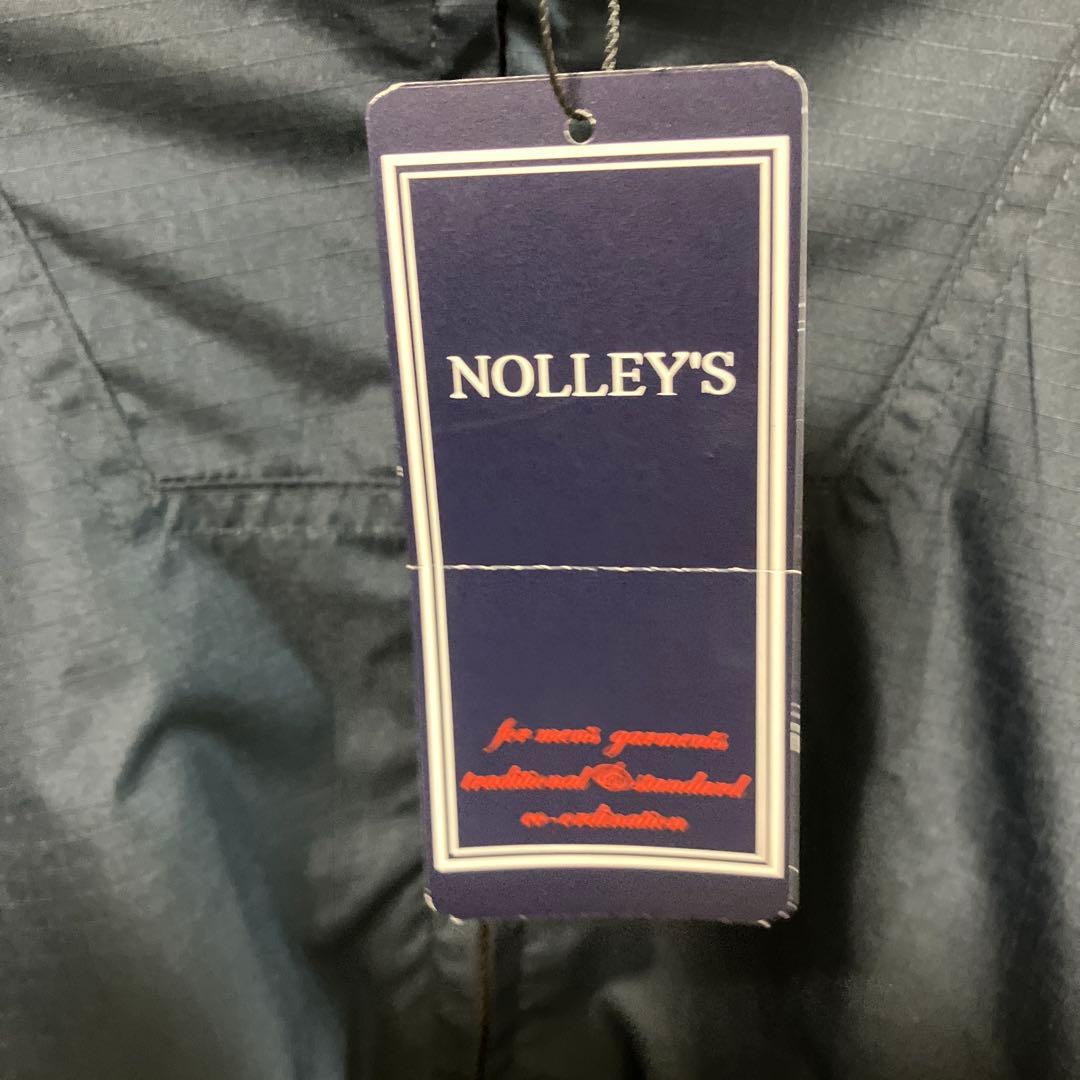 NOLLEY'S
for men's garments
traditional & standard
co-ordination